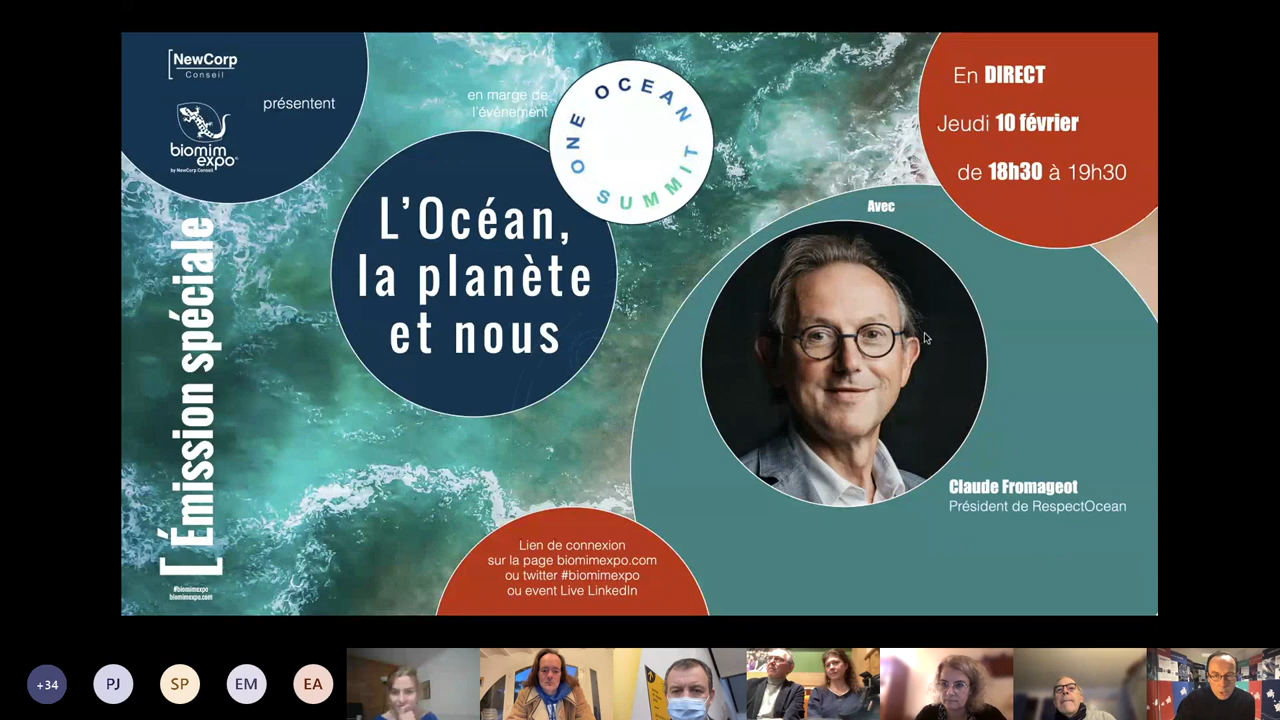 NewCorp
Conseil
présentent
biomim
expo
by NewCorp Conseil
Émission spéciale
#biomimexpo
biomimexpo.com
en marge de
l'événement
ONE OCEAN
SUMMIT
L'Océan,
la planète
et nous
En DIRECT
Jeudi 10 février
de 18h30 à 19h30
Avec
Claude Fromageot
Président de RespectOcean
Lien de connexion
sur la page biomimexpo.com
ou twitter #biomimexpo
ou event Live LinkedIn
+34
PJ
SP
EM
EA